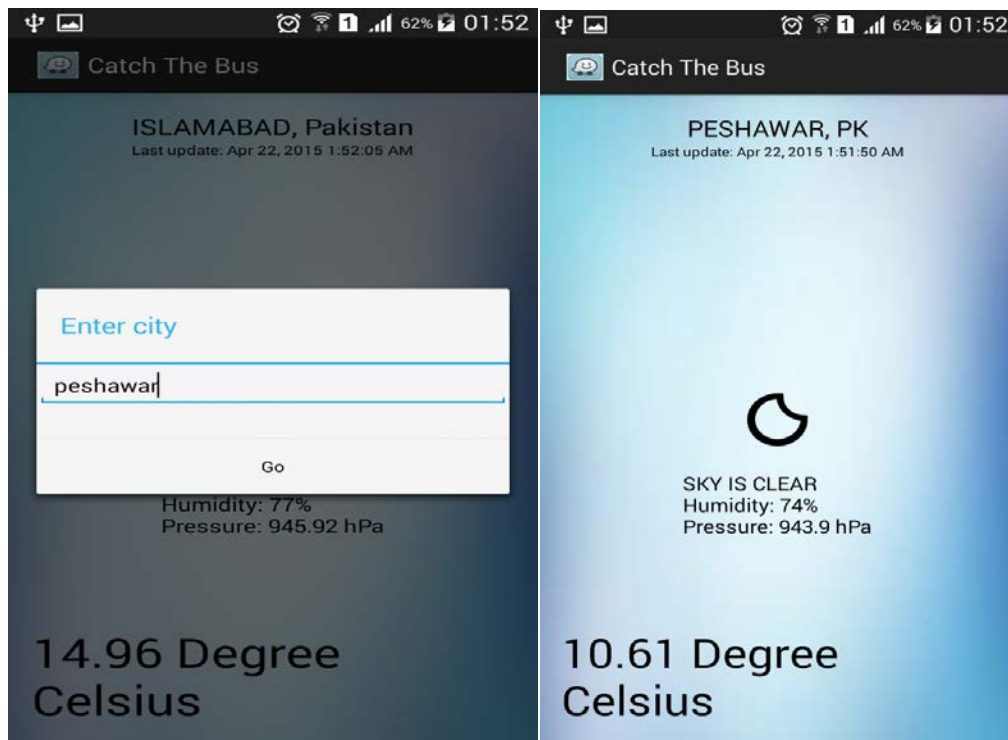 1 62% 01:52
Catch The Bus
ISLAMABAD, Pakistan
Last update: Apr 22, 2015 1:52:05 AM
Enter city
peshawar
Go
Humidity: 77%
Pressure: 945.92 hPa
14.96 Degree
Celsius
1 62% 01:52
Catch The Bus
PESHAWAR, PK
Last update: Apr 22, 2015 1:51:50 AM
SKY IS CLEAR
Humidity: 74%
Pressure: 943.9 hPa
10.61 Degree
Celsius